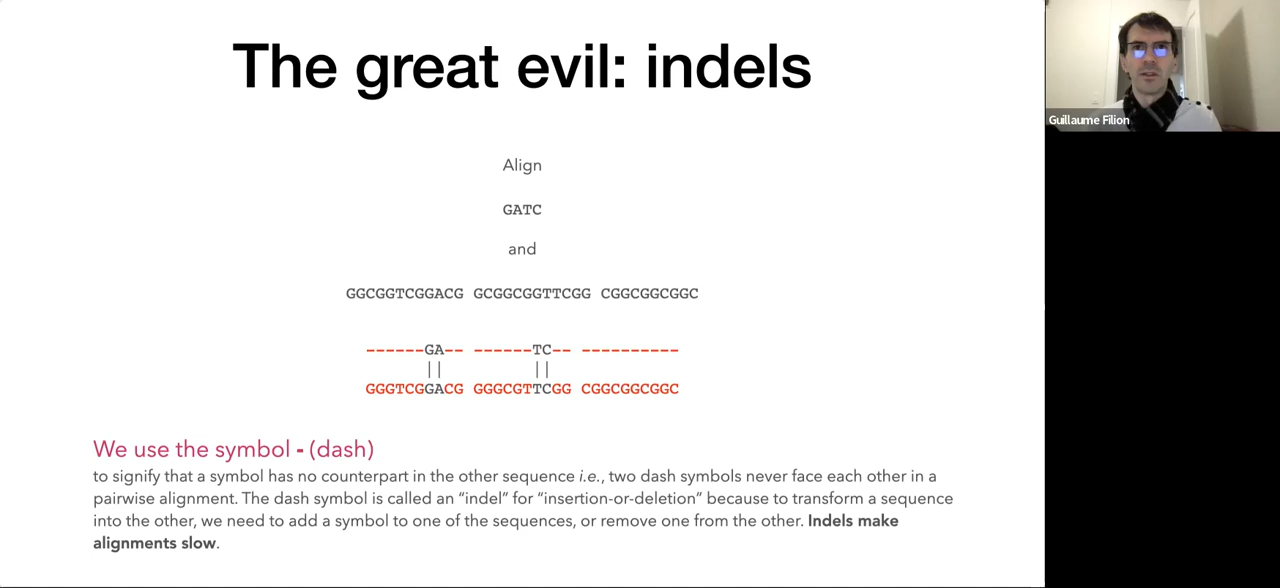 The great evil: indels
Guillaume Filion
Align
GATC
and
GGCGGTCGGACG GCGGCGGTTCGG CGGCGGCGGC
------GA-- ------TC-- ----------
|| ||
GGGTCGGACG GGGCGTTCGG CGGCGGCGGC
We use the symbol - (dash)
to signify that a symbol has no counterpart in the other sequence i.e., two dash symbols never face each other in a
pairwise alignment. The dash symbol is called an “indel” for “insertion-or-deletion” because to transform a sequence
into the other, we need to add a symbol to one of the sequences, or remove one from the other. Indels make
alignments slow.